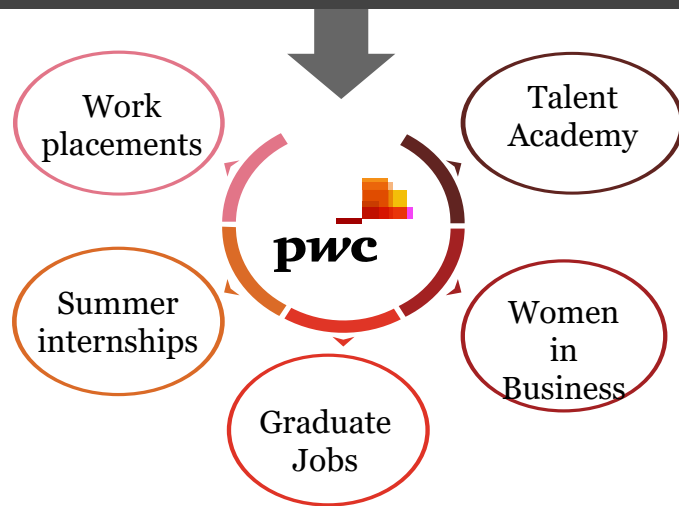 Work
placements
Talent
Academy
pwc
Summer
internships
Women
in
Business
Graduate
Jobs